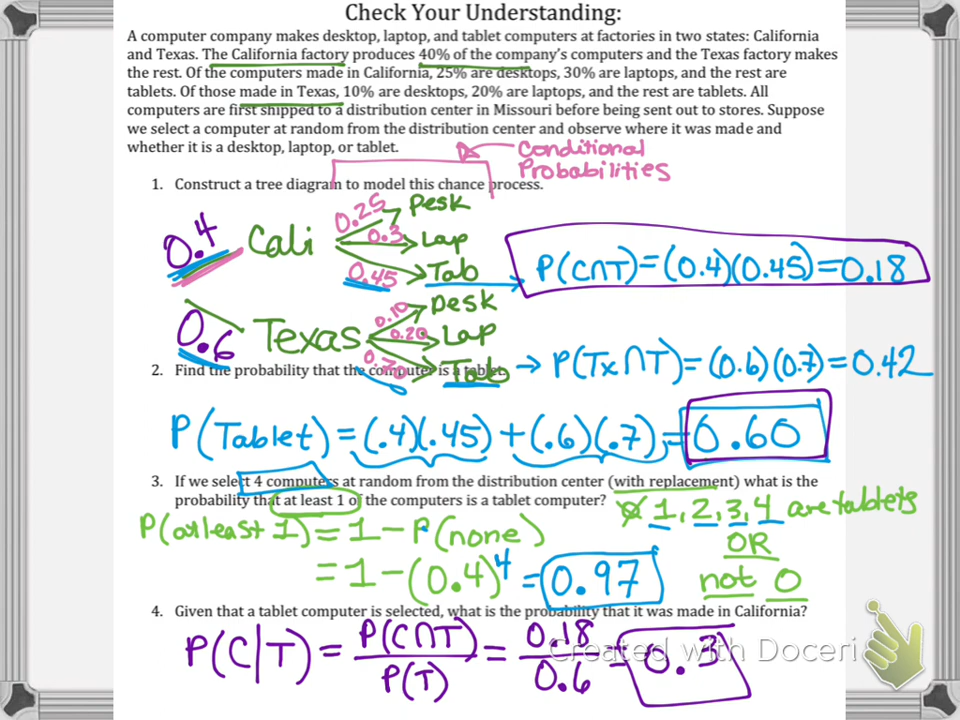 Check Your Understanding:
A computer company makes desktop, laptop, and tablet computers at factories in two states: California
and Texas. The California factory produces 40% of the company's computers and the Texas factory makes
the rest. Of the computers made in California, 25% are desktops, 30% are laptops, and the rest are
tablets. Of those made in Texas, 10% are desktops, 20% are laptops, and the rest are tablets. All
computers are first shipped to a distribution center in Missouri before being sent out to stores. Suppose
we select a computer at random from the distribution center and observe where it was made and
whether it is a desktop, laptop, or tablet.
Conditional
Probabilities
1. Construct a tree diagram to model this chance process.
0.25 Desk
0.4 Cali 0.3 Lap
0.45 Tab P(C∩T)=(0.4)(0.45)=0.18
0.10 Desk
0.6 Texas 0.20 Lap
0.70 Tab → P(Tx∩T)=(0.6)(0.7)=0.42
2. Find the probability that the computer is a tablet.
P(Tablet)=(.4)(.45)+(.6)(.7)=0.60
3. If we select 4 computers at random from the distribution center (with replacement) what is the
probability that at least 1 of the computers is a tablet computer?
0, 1, 2, 3, 4 are tablets
OR
not 0
P(at least 1)=1-P(none)
=1-(0.4)^4=0.97
4. Given that a tablet computer is selected, what is the probability that it was made in California?
P(C|T)=P(C∩T)/P(T)=0.18/0.6=0.3
Created with Doceri